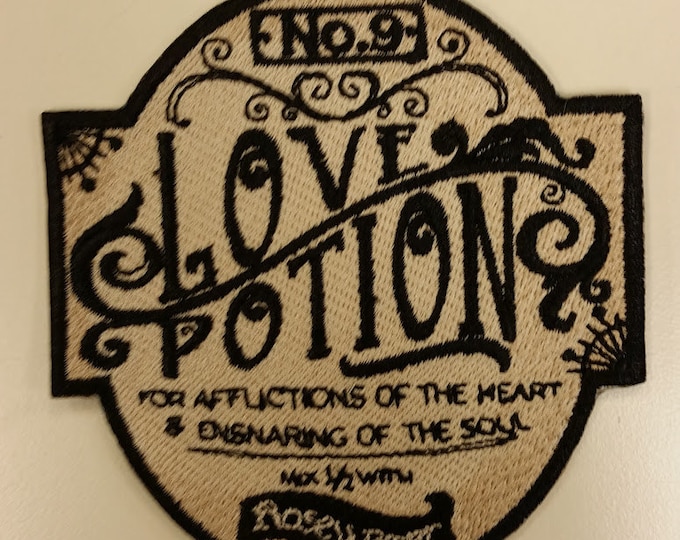 ·No.9·
LOVE
POTION
FOR AFFLICTIONS OF THE HEART
& ENSNARING OF THE SOUL
MIX 1/2 WITH